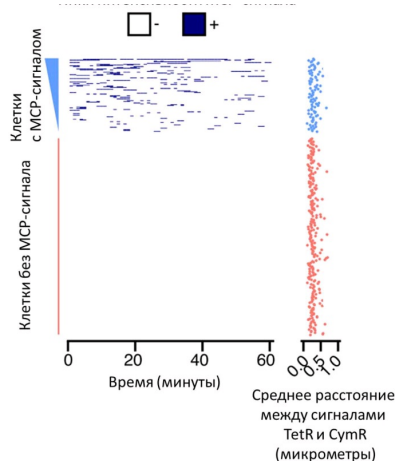 - +
Клетки
с MCP-сигналом
Клетки без MCP-сигнала
0 20 40 60
Время (минуты)
0.0 0.5 1.0
Среднее расстояние
между сигналами
TetR и CymR
(микрометры)